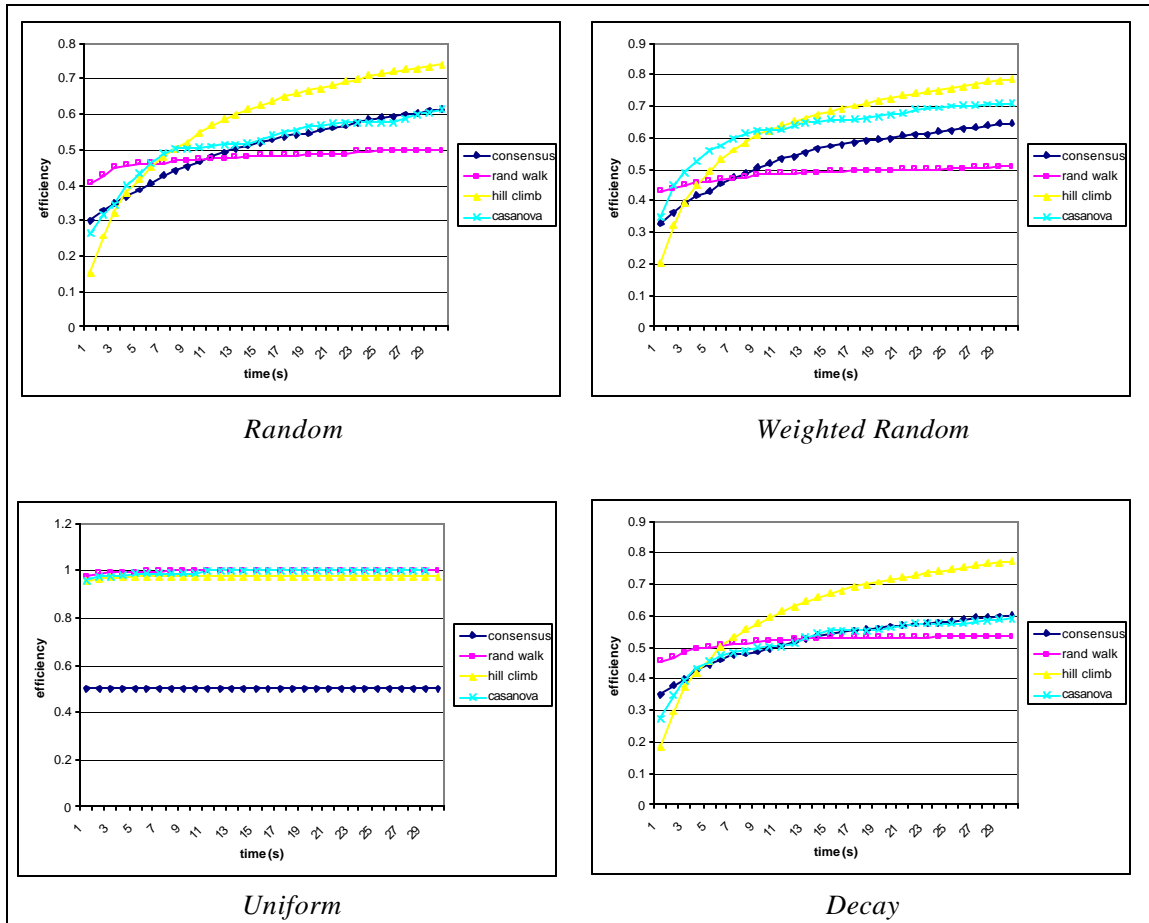 0.8
0.7
0.6
0.5
0.4
0.3
0.2
0.1
0
efficiency
1 3 5 7 9 11 13 15 17 19 21 23 25 27 29
time (s)
consensus
rand walk
hill climb
casanova
Random
0.9
0.8
0.7
0.6
0.5
0.4
0.3
0.2
0.1
0
efficiency
1 3 5 7 9 11 13 15 17 19 21 23 25 27 29
time (s)
consensus
rand walk
hill climb
casanova
Weighted Random
1.2
1
0.8
0.6
0.4
0.2
0
efficiency
1 3 5 7 9 11 13 15 17 19 21 23 25 27 29
time (s)
consensus
rand walk
hill climb
casanova
Uniform
0.9
0.8
0.7
0.6
0.5
0.4
0.3
0.2
0.1
0
efficiency
1 3 5 7 9 11 13 15 17 19 21 23 25 27 29
time (s)
consensus
rand walk
hill climb
casanova
Decay